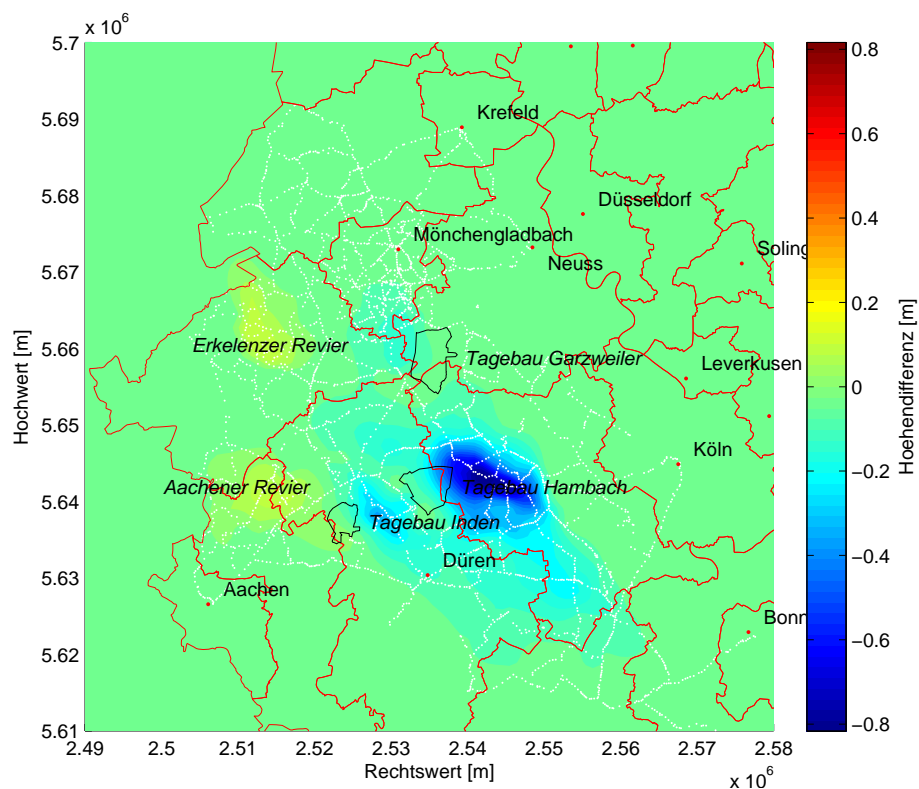 x 10^6
5.7
5.69
5.68
5.67
5.66
5.65
5.64
5.63
5.62
5.61
Hochwert [m]
Krefeld
Düsseldorf
Mönchengladbach
Neuss
Soling
Erkelenzer Revier
Tagebau Garzweiler
Leverkusen
Köln
Aachener Revier
Tagebau Hambach
Tagebau Inden
Düren
Aachen
Bonn
2.49
2.5
2.51
2.52
2.53
2.54
2.55
2.56
2.57
2.58
Rechtswert [m]
x 10^6
0.8
0.6
0.4
0.2
0
−0.2
−0.4
−0.6
−0.8
Hoehendifferenz [m]